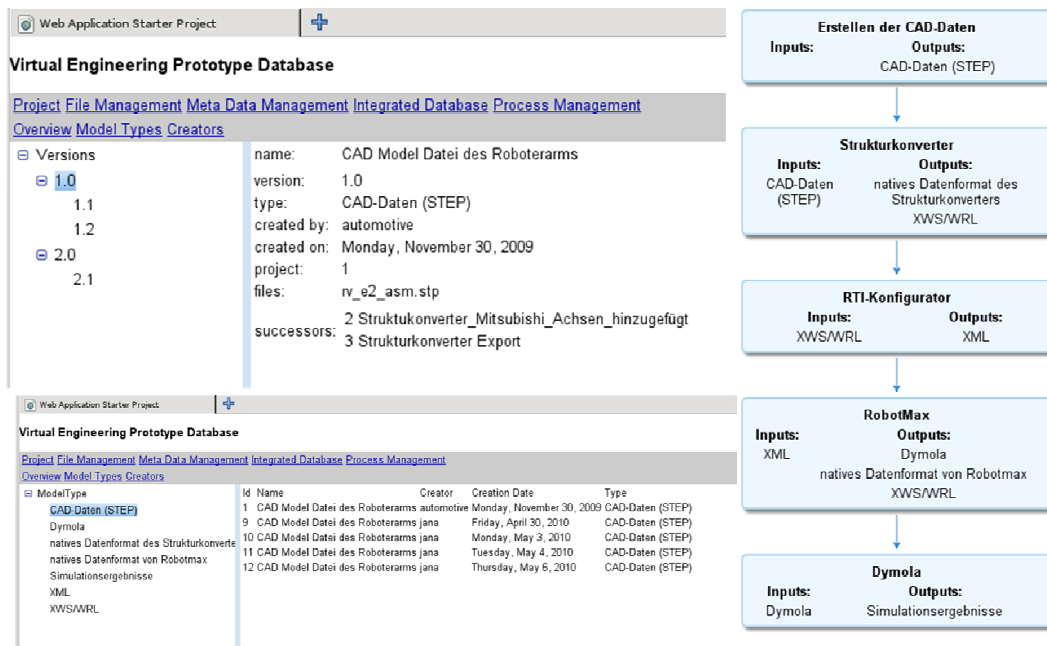 Web Application Starter Project
Virtual Engineering Prototype Database
Project File Management Meta Data Management Integrated Database Process Management
Overview Model Types Creators
Versions
1.0
1.1
1.2
2.0
2.1
name: CAD Model Datei des Roboterarms
version: 1.0
type: CAD-Daten (STEP)
created by: automotive
created on: Monday, November 30, 2009
project: 1
files: rv_e2_asm.stp
successors:
2 Struktukonverter_Mitsubishi_Achsen_hinzugefügt
3 Strukturkonverter Export
Web Application Starter Project
Virtual Engineering Prototype Database
Project File Management Meta Data Management Integrated Database Process Management
Overview Model Types Creators
ModelType
CAD-Daten (STEP)
Dymola
natives Datenformat des Strukturkonverte
natives Datenformat von Robotmax
Simulationsergebnisse
XML
XWS/WRL
Id Name Creator Creation Date Type
1 CAD Model Datei des Roboterarms automotive Monday, November 30, 2009 CAD-Daten (STEP)
9 CAD Model Datei des Roboterarms jana Friday, April 30, 2010 CAD-Daten (STEP)
10 CAD Model Datei des Roboterarms jana Monday, May 3, 2010 CAD-Daten (STEP)
11 CAD Model Datei des Roboterarms jana Tuesday, May 4, 2010 CAD-Daten (STEP)
12 CAD Model Datei des Roboterarms jana Thursday, May 6, 2010 CAD-Daten (STEP)
Erstellen der CAD-Daten
Inputs: Outputs:
CAD-Daten (STEP)
Strukturkonverter
Inputs: Outputs:
CAD-Daten natives Datenformat des
(STEP) Strukturkonverters
XWS/WRL
RTI-Konfigurator
Inputs: Outputs:
XWS/WRL XML
RobotMax
Inputs: Outputs:
XML Dymola
natives Datenformat von Robotmax
XWS/WRL
Dymola
Inputs: Outputs:
Dymola Simulationsergebnisse